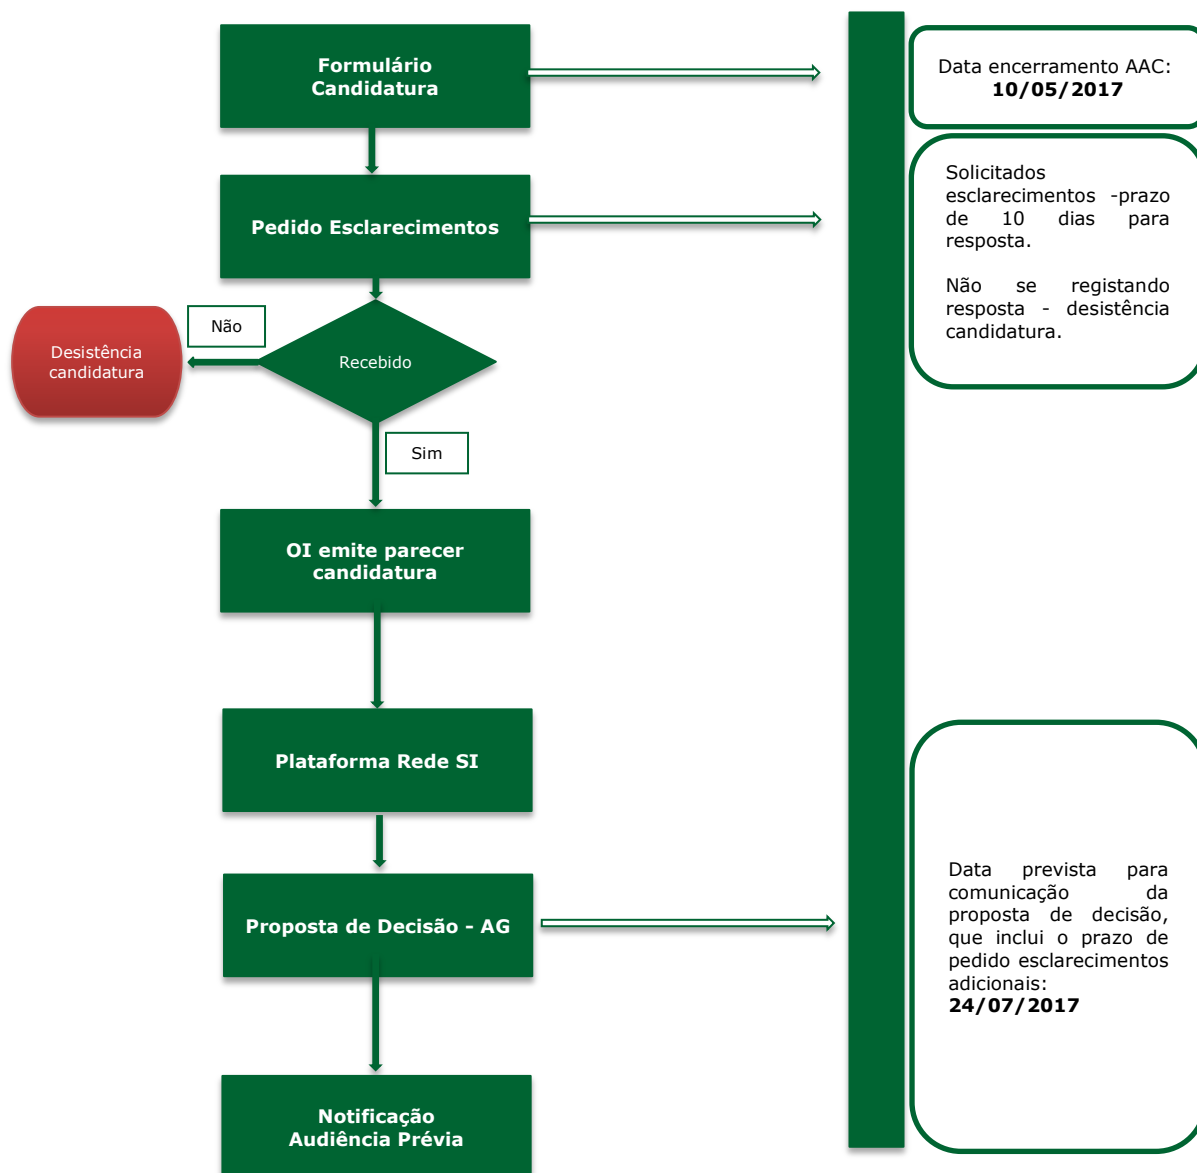 Formulário
Candidatura
Data encerramento AAC:
10/05/2017
Pedido Esclarecimentos
Solicitados
esclarecimentos -prazo
de 10 dias para
resposta.
Não se registando
resposta - desistência
candidatura.
Não
Desistência
candidatura
Recebido
Sim
OI emite parecer
candidatura
Plataforma Rede SI
Proposta de Decisão - AG
Data prevista para
comunicação da
proposta de decisão,
que inclui o prazo de
pedido esclarecimentos
adicionais:
24/07/2017
Notificação
Audiência Prévia